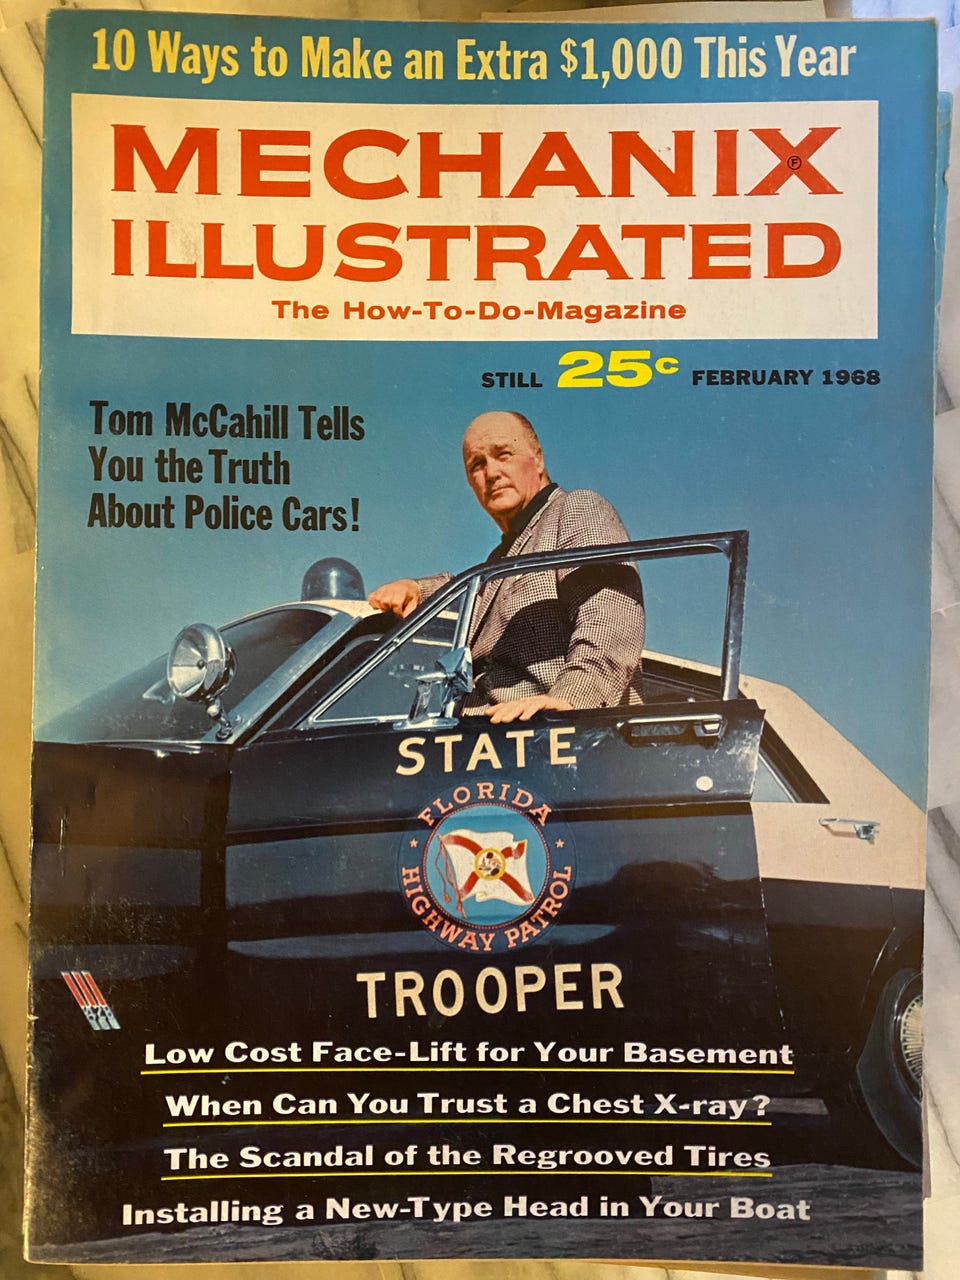 10 Ways to Make an Extra $1,000 This Year
MECHANIX
F
ILLUSTRATED
The How-To-Do-Magazine
STILL 25c FEBRUARY 1968
Tom McCahill Tells
You the Truth
About Police Cars!
STATE
FLORIDA
HIGHWAY PATROL
TROOPER
Low Cost Face-Lift for Your Basement
When Can You Trust a Chest X-ray?
The Scandal of the Regrooved Tires
Installing a New-Type Head in Your Boat